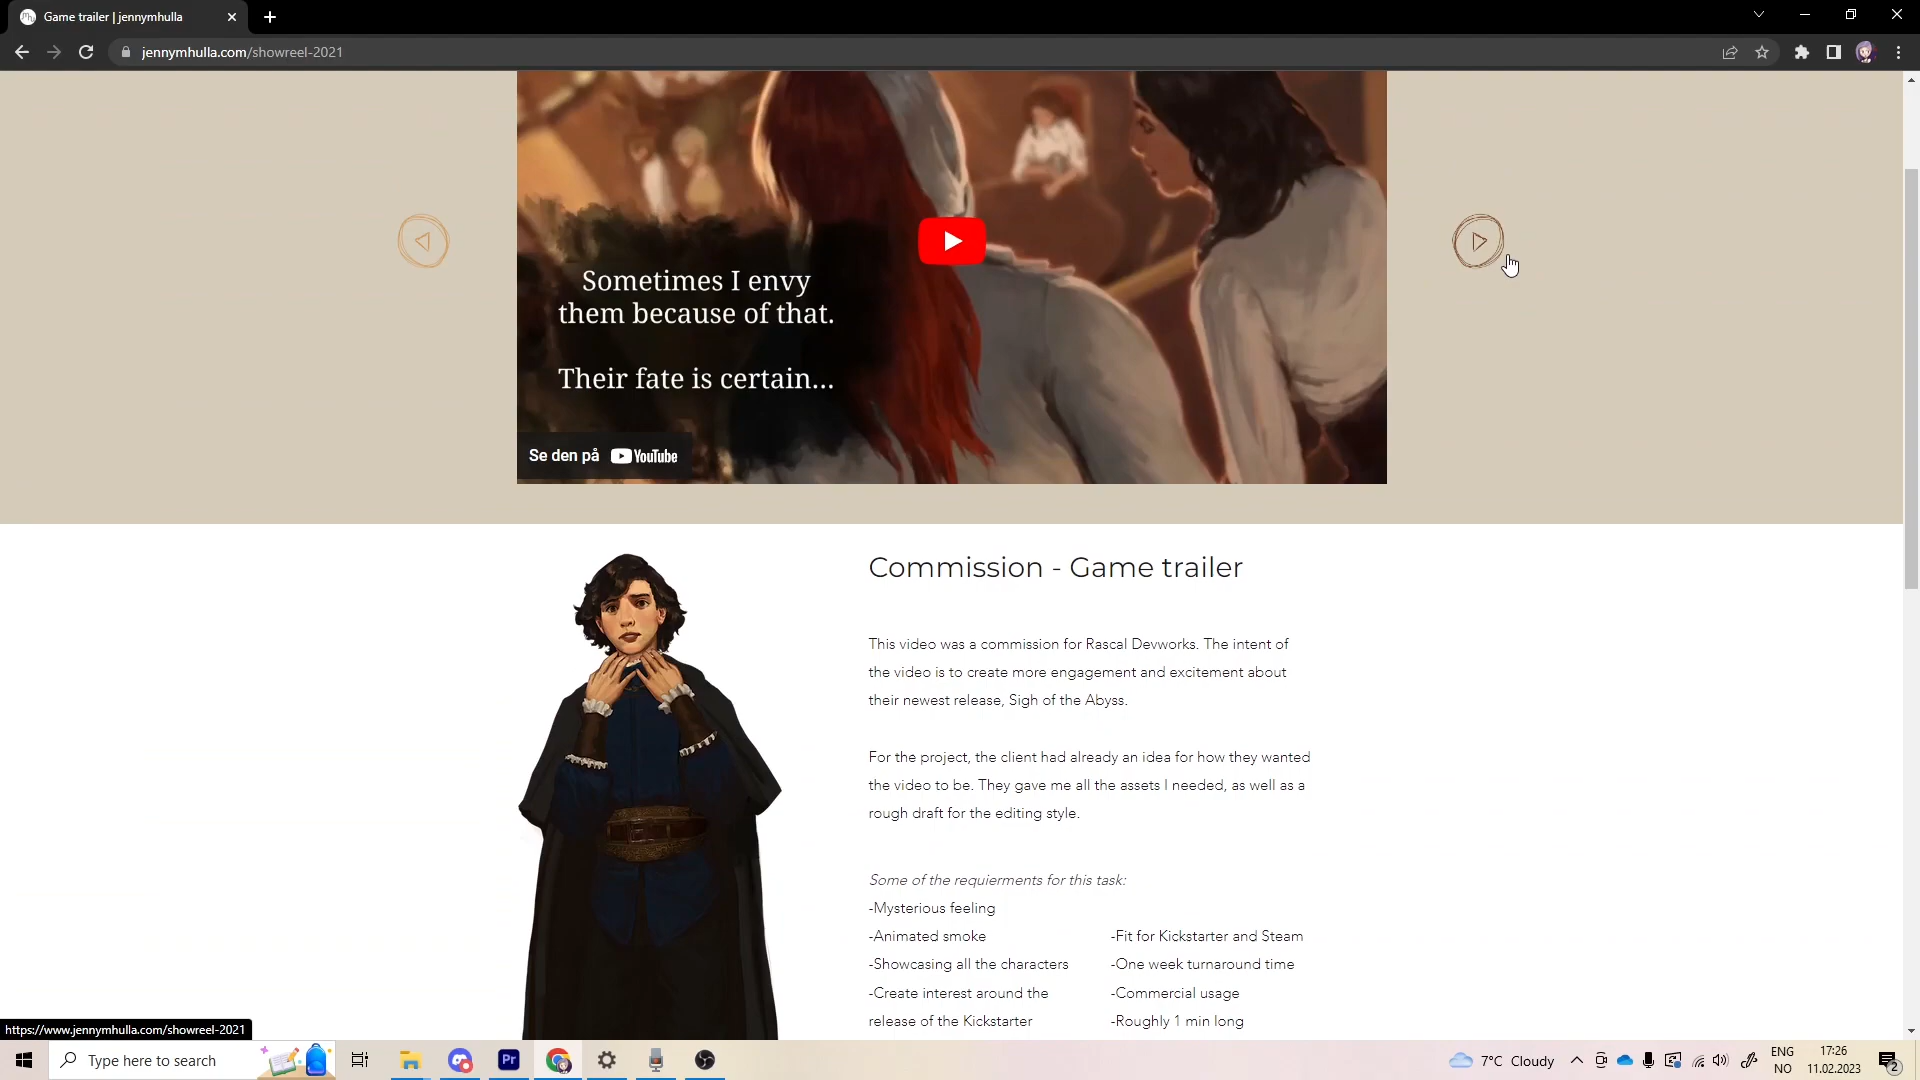 Game trailer | jennymhulla
jennymhulla.com/showreel-2021
Sometimes I envy
them because of that.
Their fate is certain...
Se den på YouTube
Commission - Game trailer
This video was a commission for Rascal Devworks. The intent of
the video is to create more engagement and excitement about
their newest release, Sigh of the Abyss.
For the project, the client had already an idea for how they wanted
the video to be. They gave me all the assets I needed, as well as a
rough draft for the editing style.
Some of the requierments for this task:
-Mysterious feeling
-Animated smoke
-Showcasing all the characters
-Create interest around the
release of the Kickstarter
-Fit for Kickstarter and Steam
-One week turnaround time
-Commercial usage
-Roughly 1 min long
https://www.jennymhulla.com/showreel-2021
Type here to search
Pr
7°C Cloudy
ENG
NO
17:26
11.02.2023
2